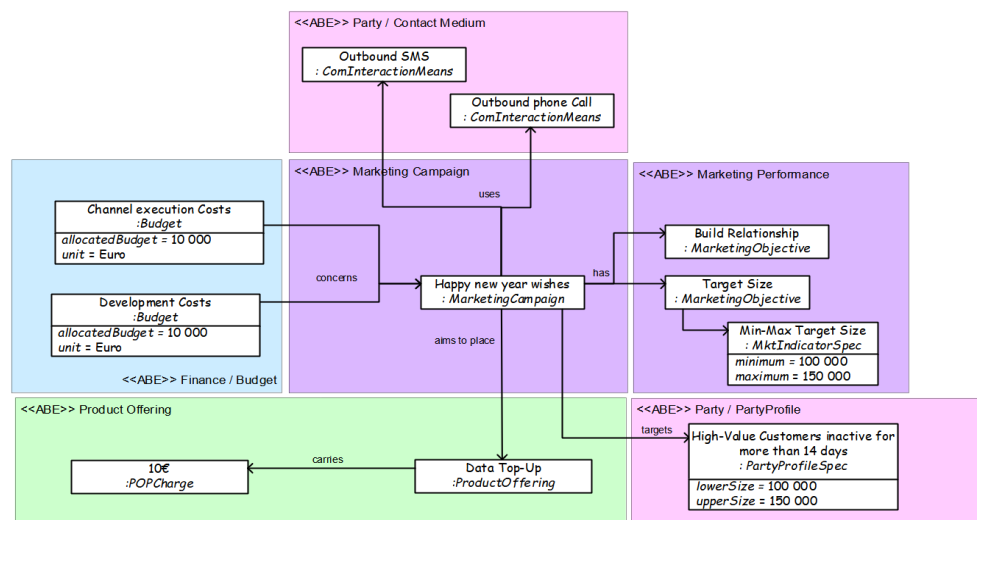 <<ABE>> Party / Contact Medium
Outbound SMS
: ComInteractionMeans
Outbound phone Call
: ComInteractionMeans
<<ABE>> Marketing Campaign
uses
<<ABE>> Marketing Performance
Channel execution Costs
:Budget
allocatedBudget = 10 000
unit = Euro
concerns
Development Costs
:Budget
allocatedBudget = 10 000
unit = Euro
<<ABE>> Finance / Budget
Happy new year wishes
: MarketingCampaign
has
Build Relationship
: MarketingObjective
Target Size
: MarketingObjective
Min-Max Target Size
: MktIndicatorSpec
minimum = 100 000
maximum = 150 000
aims to place
<<ABE>> Product Offering
10€
:POPCharge
carries
Data Top-Up
:ProductOffering
<<ABE>> Party / PartyProfile
targets
High-Value Customers inactive for
more than 14 days
: PartyProfileSpec
lowerSize = 100 000
upperSize = 150 000